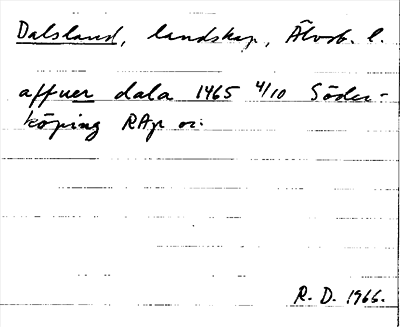 Dalsland, landskap, Älvsb. l.
affuer dala 1465 4/10 Söder-
köping RAp or.
R. D. 1966.